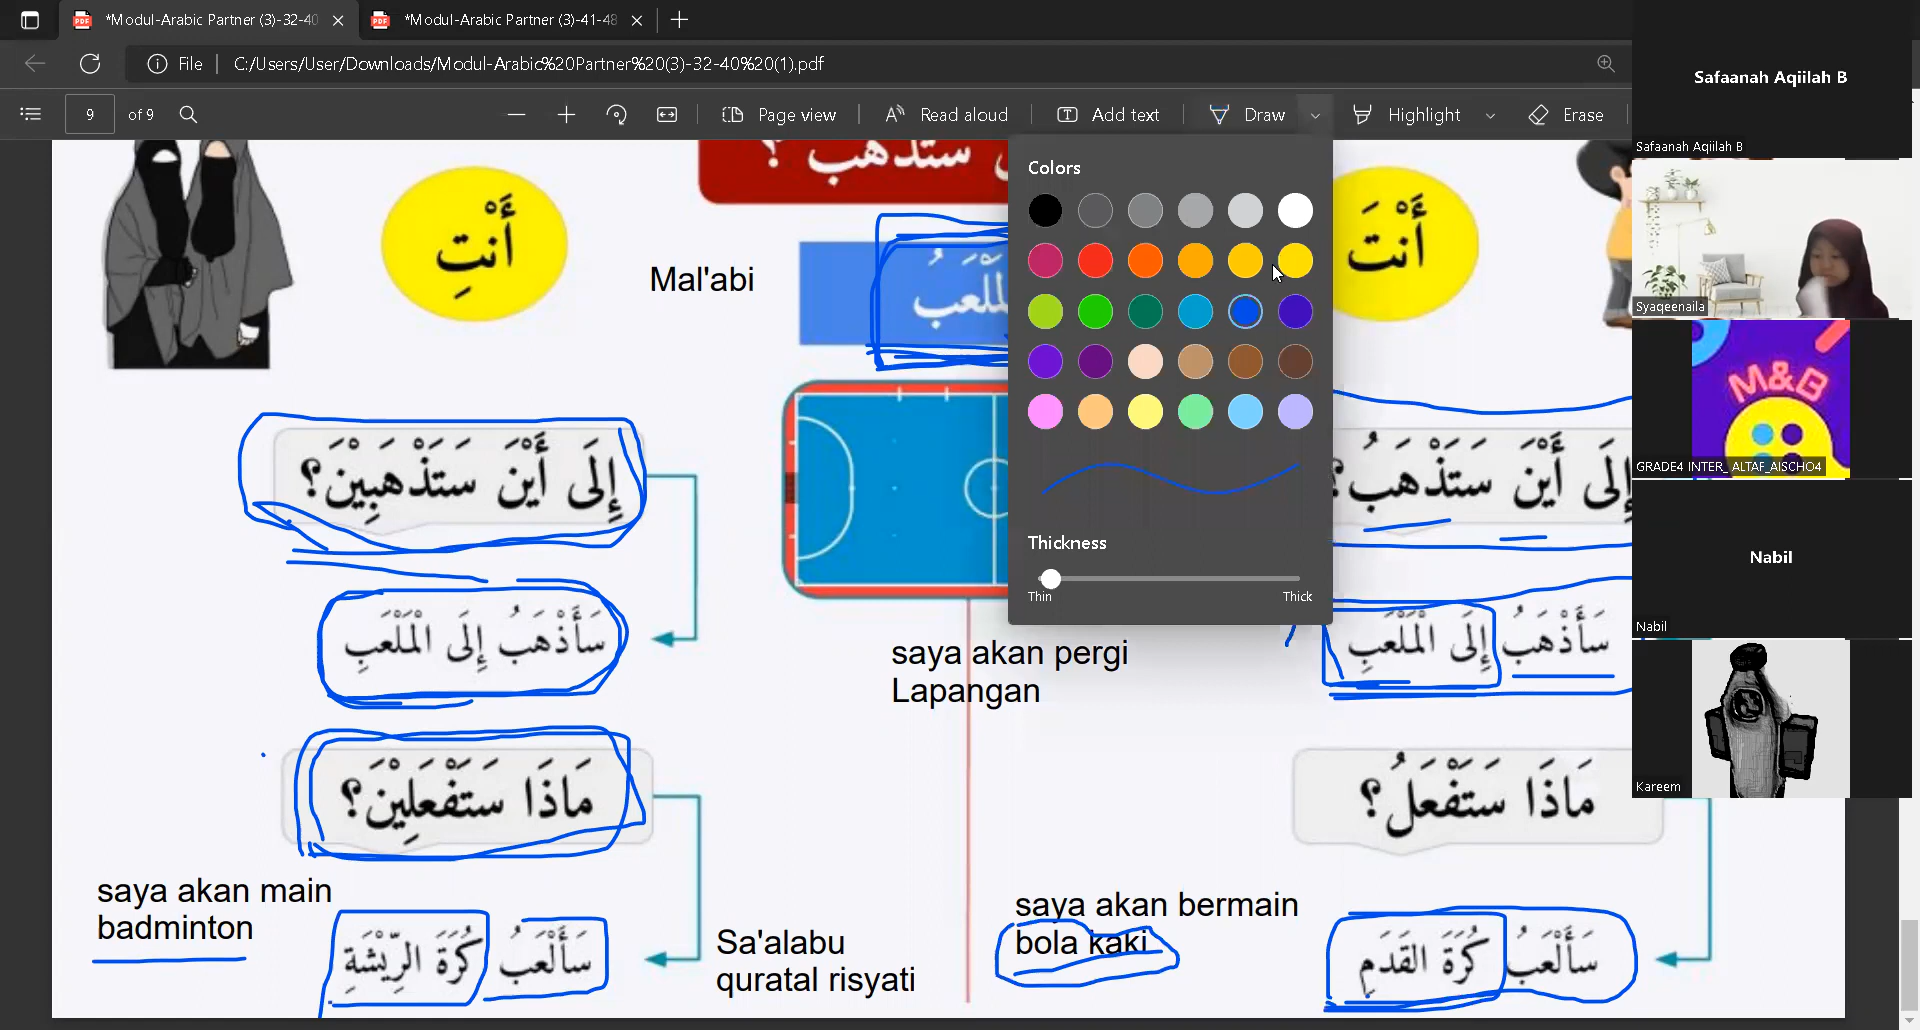 *Modul-Arabic Partner (3)-32-40
*Modul-Arabic Partner (3)-41-48
File
C:/Users/User/Downloads/Modul-Arabic%20Partner%20(3)-32-40%20(1).pdf
9 of 9
Page view
Read aloud
Add text
Draw
Highlight
Erase
Colors
Thickness
Thin
Thick
سَتَذْهَبُ ؟
أَنْتِ
Mal'abi
أَنْتَ
إِلَى أَيْنَ سَتَذْهَبِيْنَ؟
إِلَى أَيْنَ سَتَذْهَبُ؟
سَأَذْهَبُ إِلَى الْمَلْعَبِ
saya akan pergi
Lapangan
سَأَذْهَبُ إِلَى الْمَلْعَبِ
مَاذَا سَتَفْعَلِيْنَ؟
مَاذَا سَتَفْعَلُ؟
saya akan main
badminton
سَأَلْعَبُ كُرَةَ الرِّيْشَةِ
Sa'alabu
quratal risyati
saya akan bermain
bola kaki
سَأَلْعَبُ كُرَةَ القَدَمِ
Safaanah Aqiilah B
Safaanah Aqiilah B
Syaqeenaila
M&B
GRADE4 INTER_ ALTAF_AISCHO4
Nabil
Nabil
Kareem